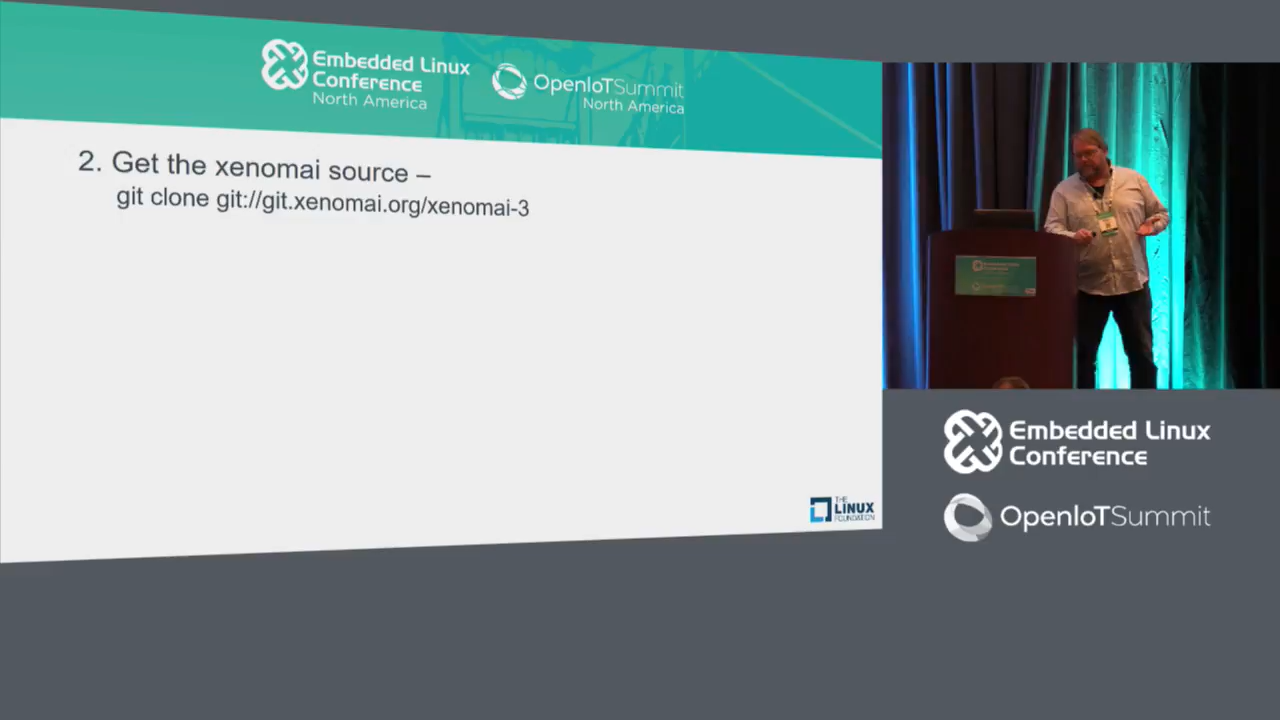 Embedded Linux
Conference
North America
OpenIoTSummit
North America
2. Get the xenomai source –
git clone git://git.xenomai.org/xenomai-3
THE
LINUX
FOUNDATION
Embedded Linux
Conference
OpenIoTSummit